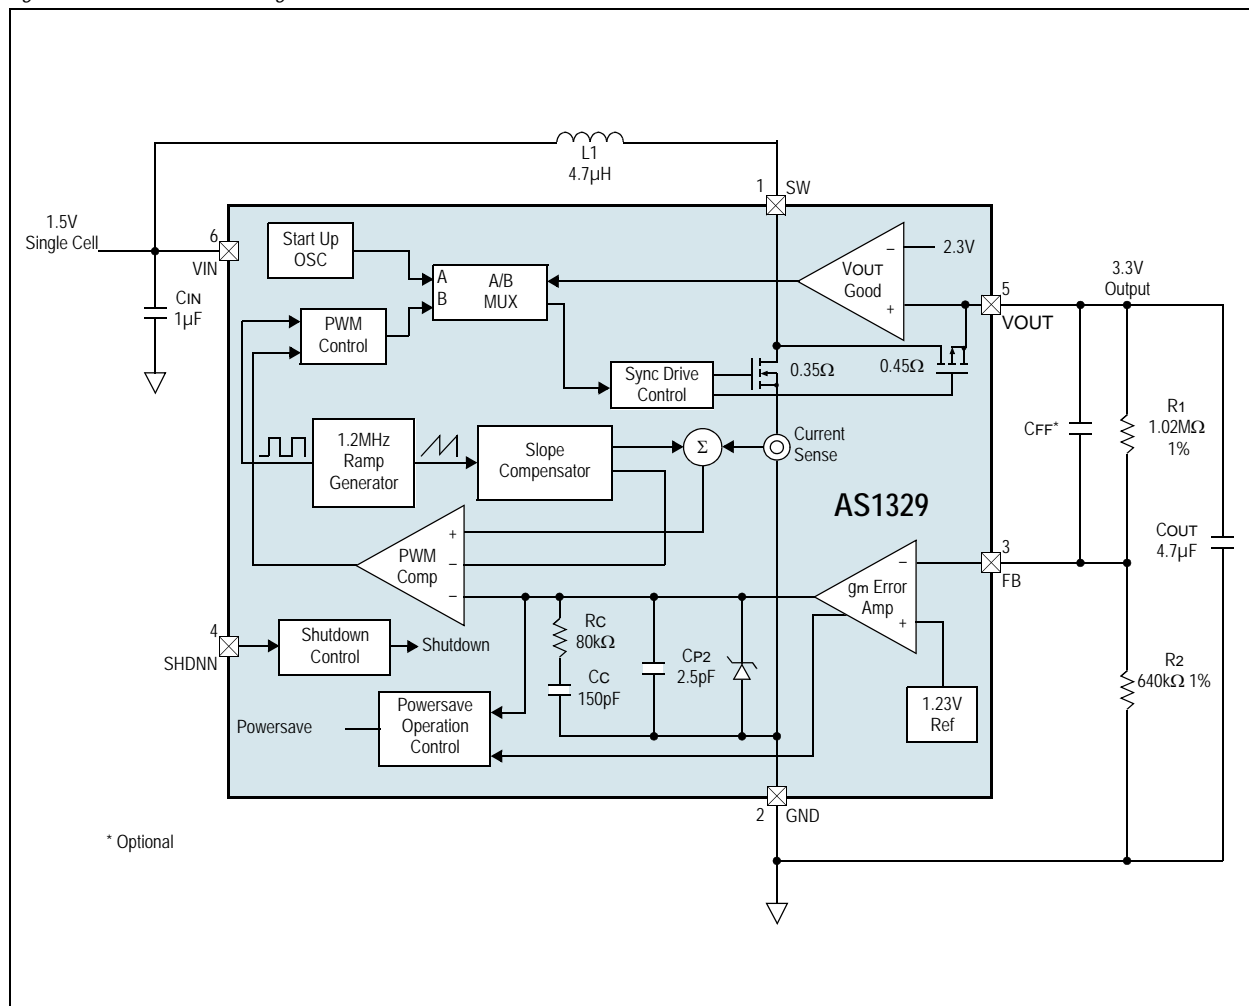 L1
4.7µH
1
SW
1.5V
Single Cell
6
VIN
CIN
1µF
Start Up
OSC
A
B
A/B
MUX
VOUT
Good
−
+
2.3V
5
VOUT
3.3V
Output
PWM
Control
Sync Drive
Control
0.35Ω
0.45Ω
CFF*
R1
1.02MΩ
1%
1.2MHz
Ramp
Generator
Slope
Compensator
Σ
Current
Sense
AS1329
COUT
4.7µF
PWM
Comp
+
−
−
gm Error
Amp
−
+
3
FB
4
SHDNN
Shutdown
Control
Shutdown
RC
80kΩ
CC
150pF
CP2
2.5pF
R2
640kΩ 1%
1.23V
Ref
Powersave
Powersave
Operation
Control
2
GND
* Optional